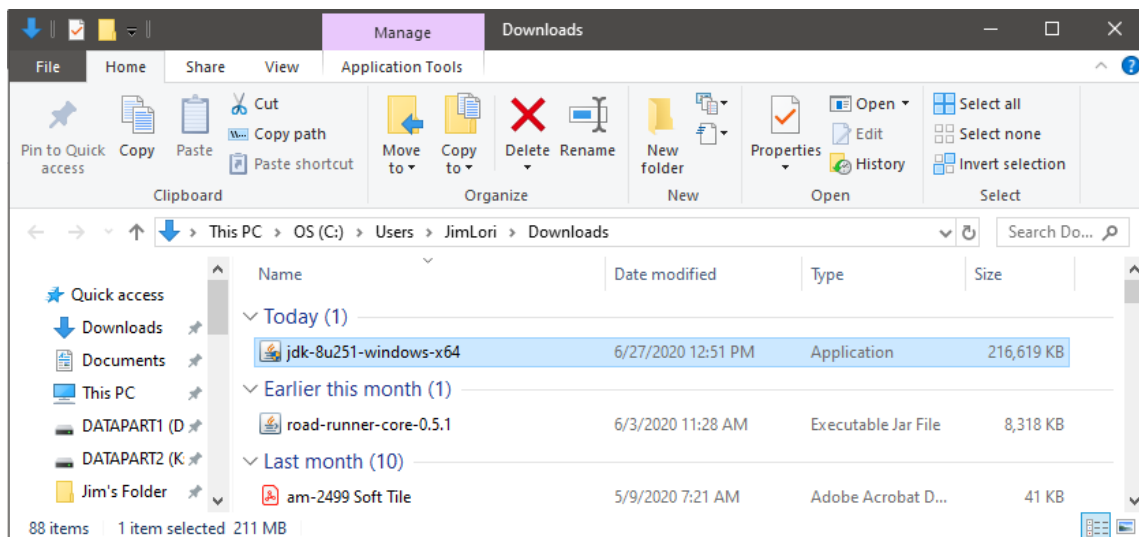 Manage Downloads
File Home Share View Application Tools
Pin to Quick access
Copy
Paste
Cut
Copy path
Paste shortcut
Move to
Copy to
Delete
Rename
New folder
Properties
Open
Edit
History
Select all
Select none
Invert selection
Clipboard Organize New Open Select
This PC > OS (C:) > Users > JimLori > Downloads Search Do...
Name Date modified Type Size
Quick access
Downloads
Documents
This PC
DATAPART1 (D
DATAPART2 (K:
Jim's Folder
Today (1)
jdk-8u251-windows-x64 6/27/2020 12:51 PM Application 216,619 KB
Earlier this month (1)
road-runner-core-0.5.1 6/3/2020 11:28 AM Executable Jar File 8,318 KB
Last month (10)
am-2499 Soft Tile 5/9/2020 7:21 AM Adobe Acrobat D... 41 KB
88 items 1 item selected 211 MB